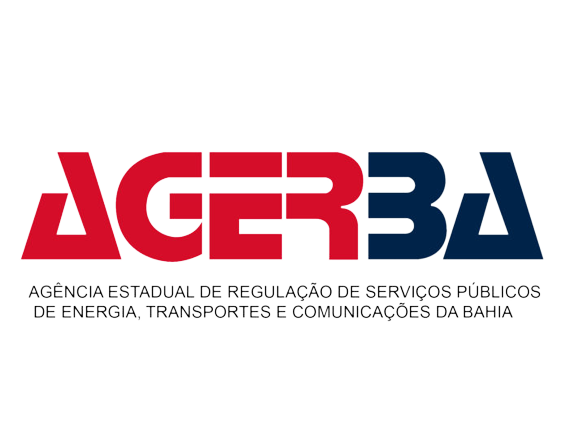 AGERBA
AGÊNCIA ESTADUAL DE REGULAÇÃO DE SERVIÇOS PÚBLICOS
DE ENERGIA, TRANSPORTES E COMUNICAÇÕES DA BAHIA